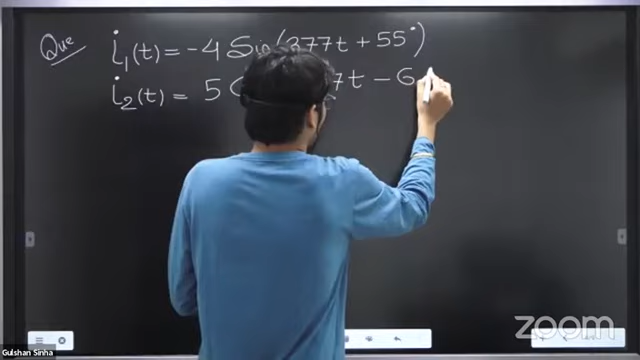 Que i₁(t) = -4 Sin(377t + 55°)
i₂(t) = 5 7t - 6
Gulshan Sinha
zoom